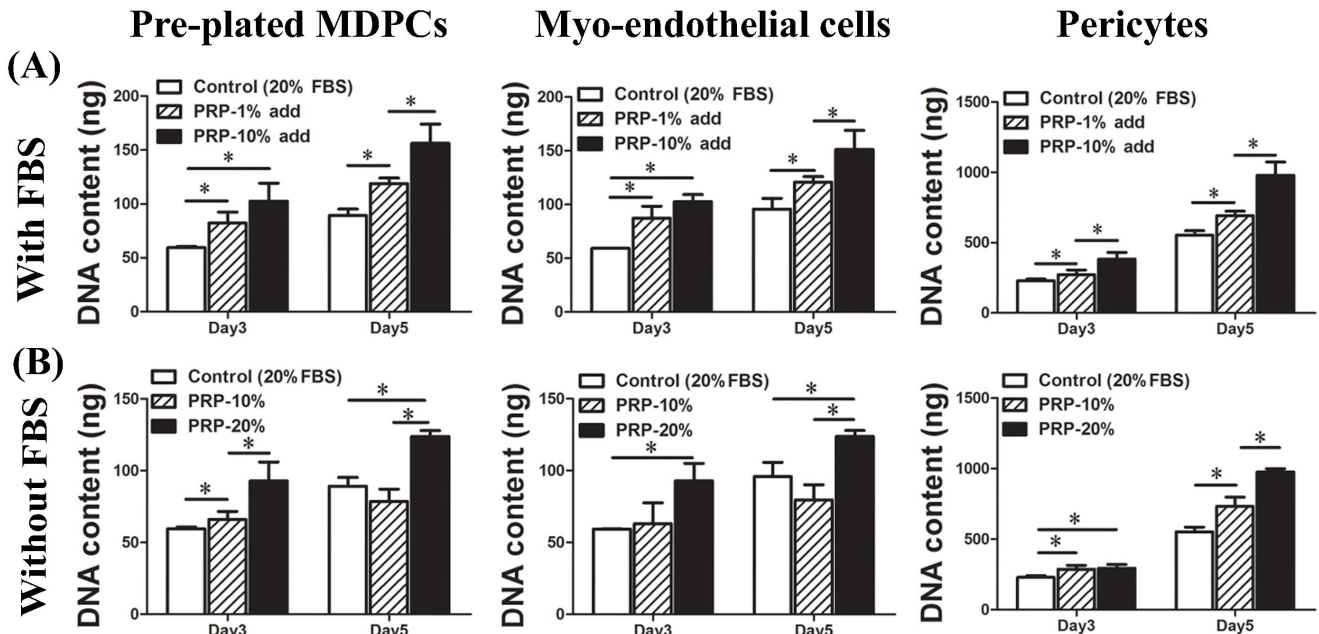 Pre-plated MDPCs
Myo-endothelial cells
Pericytes
(A)
With FBS
DNA content (ng)
200
150
100
50
0
Control (20% FBS)
PRP-1% add
PRP-10% add
*
*
*
*
Day3
Day5
DNA content (ng)
200
150
100
50
0
Control (20% FBS)
PRP-1% add
PRP-10% add
*
*
*
*
Day3
Day5
DNA content (ng)
1500
1000
500
0
Control (20% FBS)
PRP-1% add
PRP-10% add
*
*
*
*
Day3
Day5
(B)
Without FBS
DNA content (ng)
150
100
50
0
Control (20% FBS)
PRP-10%
PRP-20%
*
*
*
*
Day3
Day5
DNA content (ng)
150
100
50
0
Control (20% FBS)
PRP-10%
PRP-20%
*
*
*
Day3
Day5
DNA content (ng)
1500
1000
500
0
Control (20% FBS)
PRP-10%
PRP-20%
*
*
*
*
Day3
Day5